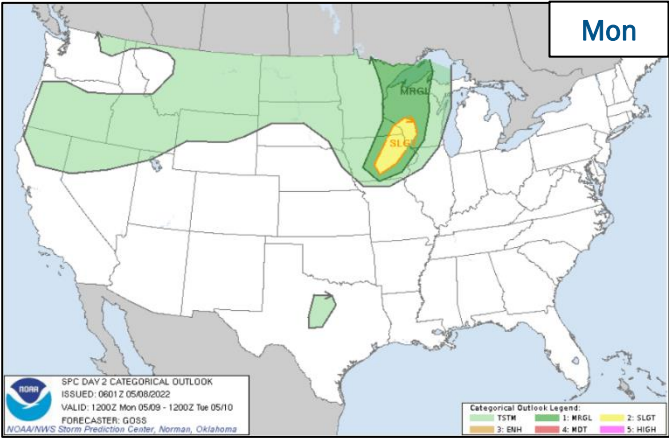 Mon
MRGL
SLGT
NOAA
SPC DAY 2 CATEGORICAL OUTLOOK
ISSUED: 0601Z 05/08/2022
VALID: 1200Z Mon 05/09 - 1200Z Tue 05/10
FORECASTER: GOSS
NOAA/NWS Storm Prediction Center, Norman, Oklahoma
Categorical Outlook Legend:
TSTM 1: MRGL 2: SLGT
3: ENH 4: MDT 5: HIGH